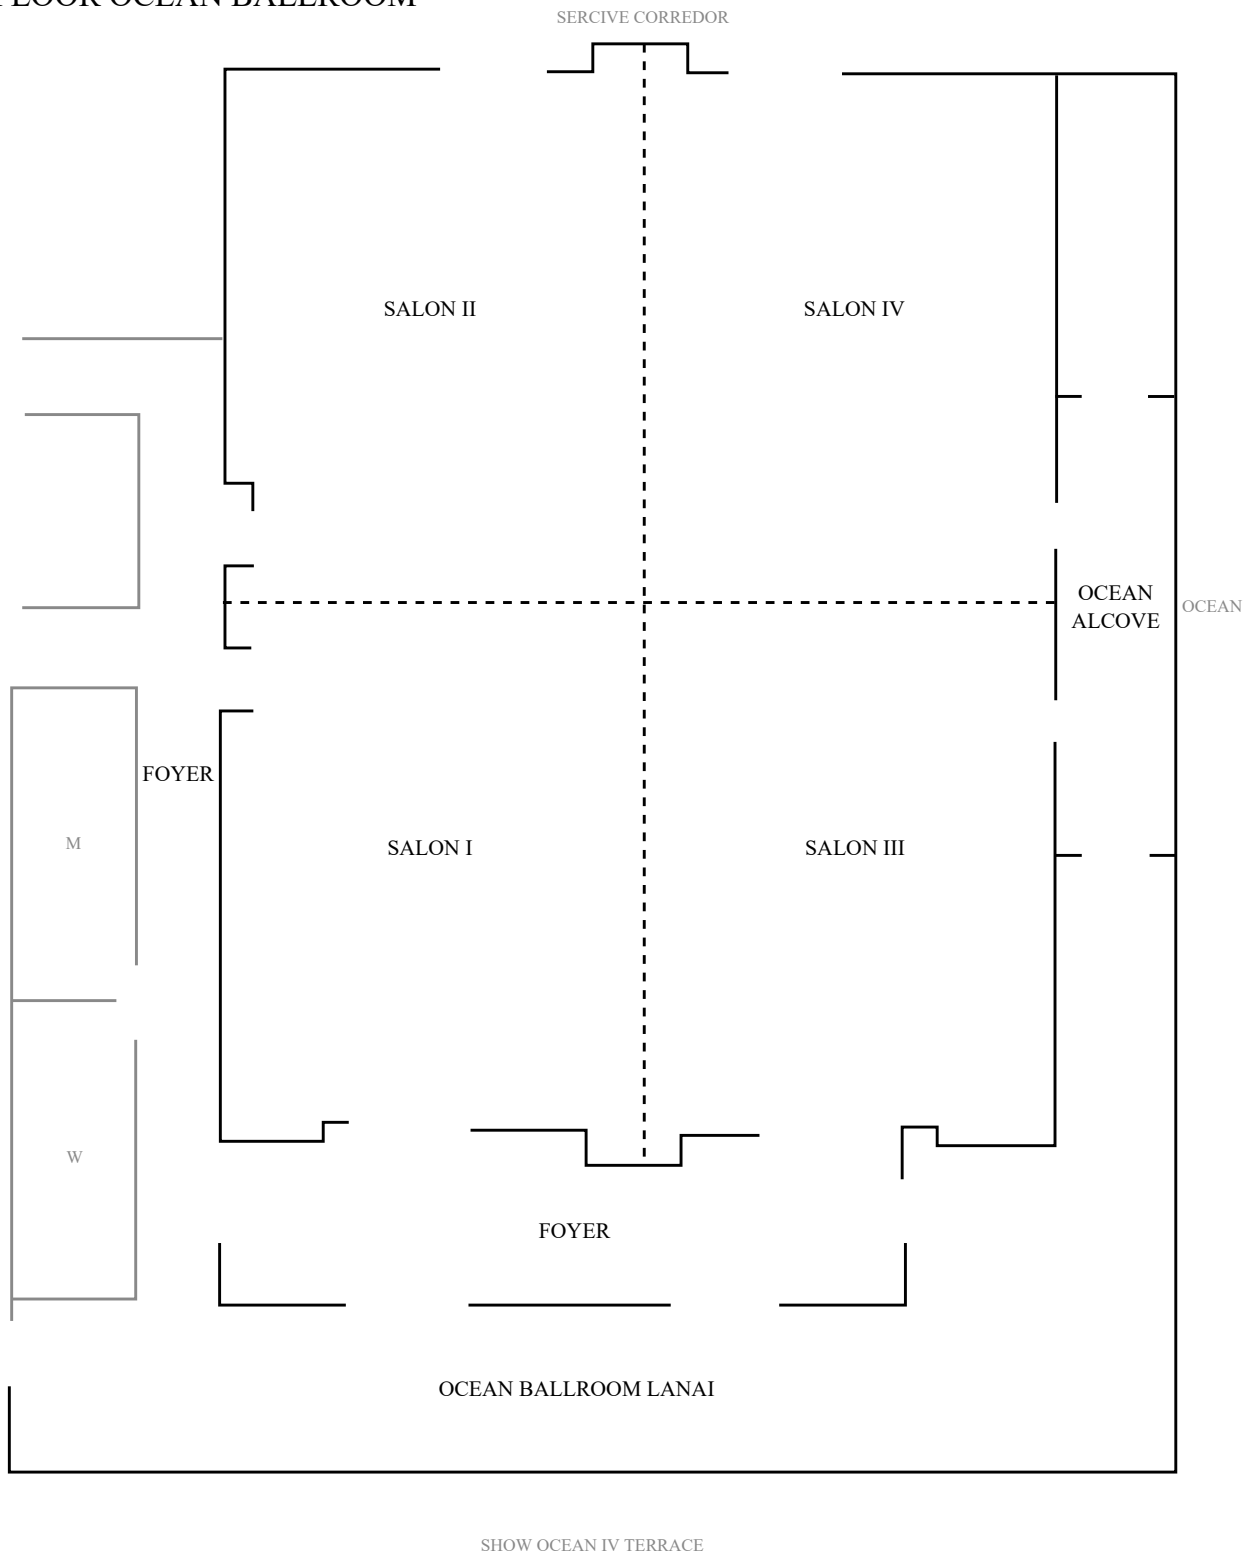 FLOOR OCEAN BALLROOM
SERCIVE CORREDOR
SALON II
SALON IV
OCEAN
ALCOVE
OCEAN
FOYER
M
SALON I
SALON III
W
FOYER
OCEAN BALLROOM LANAI
SHOW OCEAN IV TERRACE